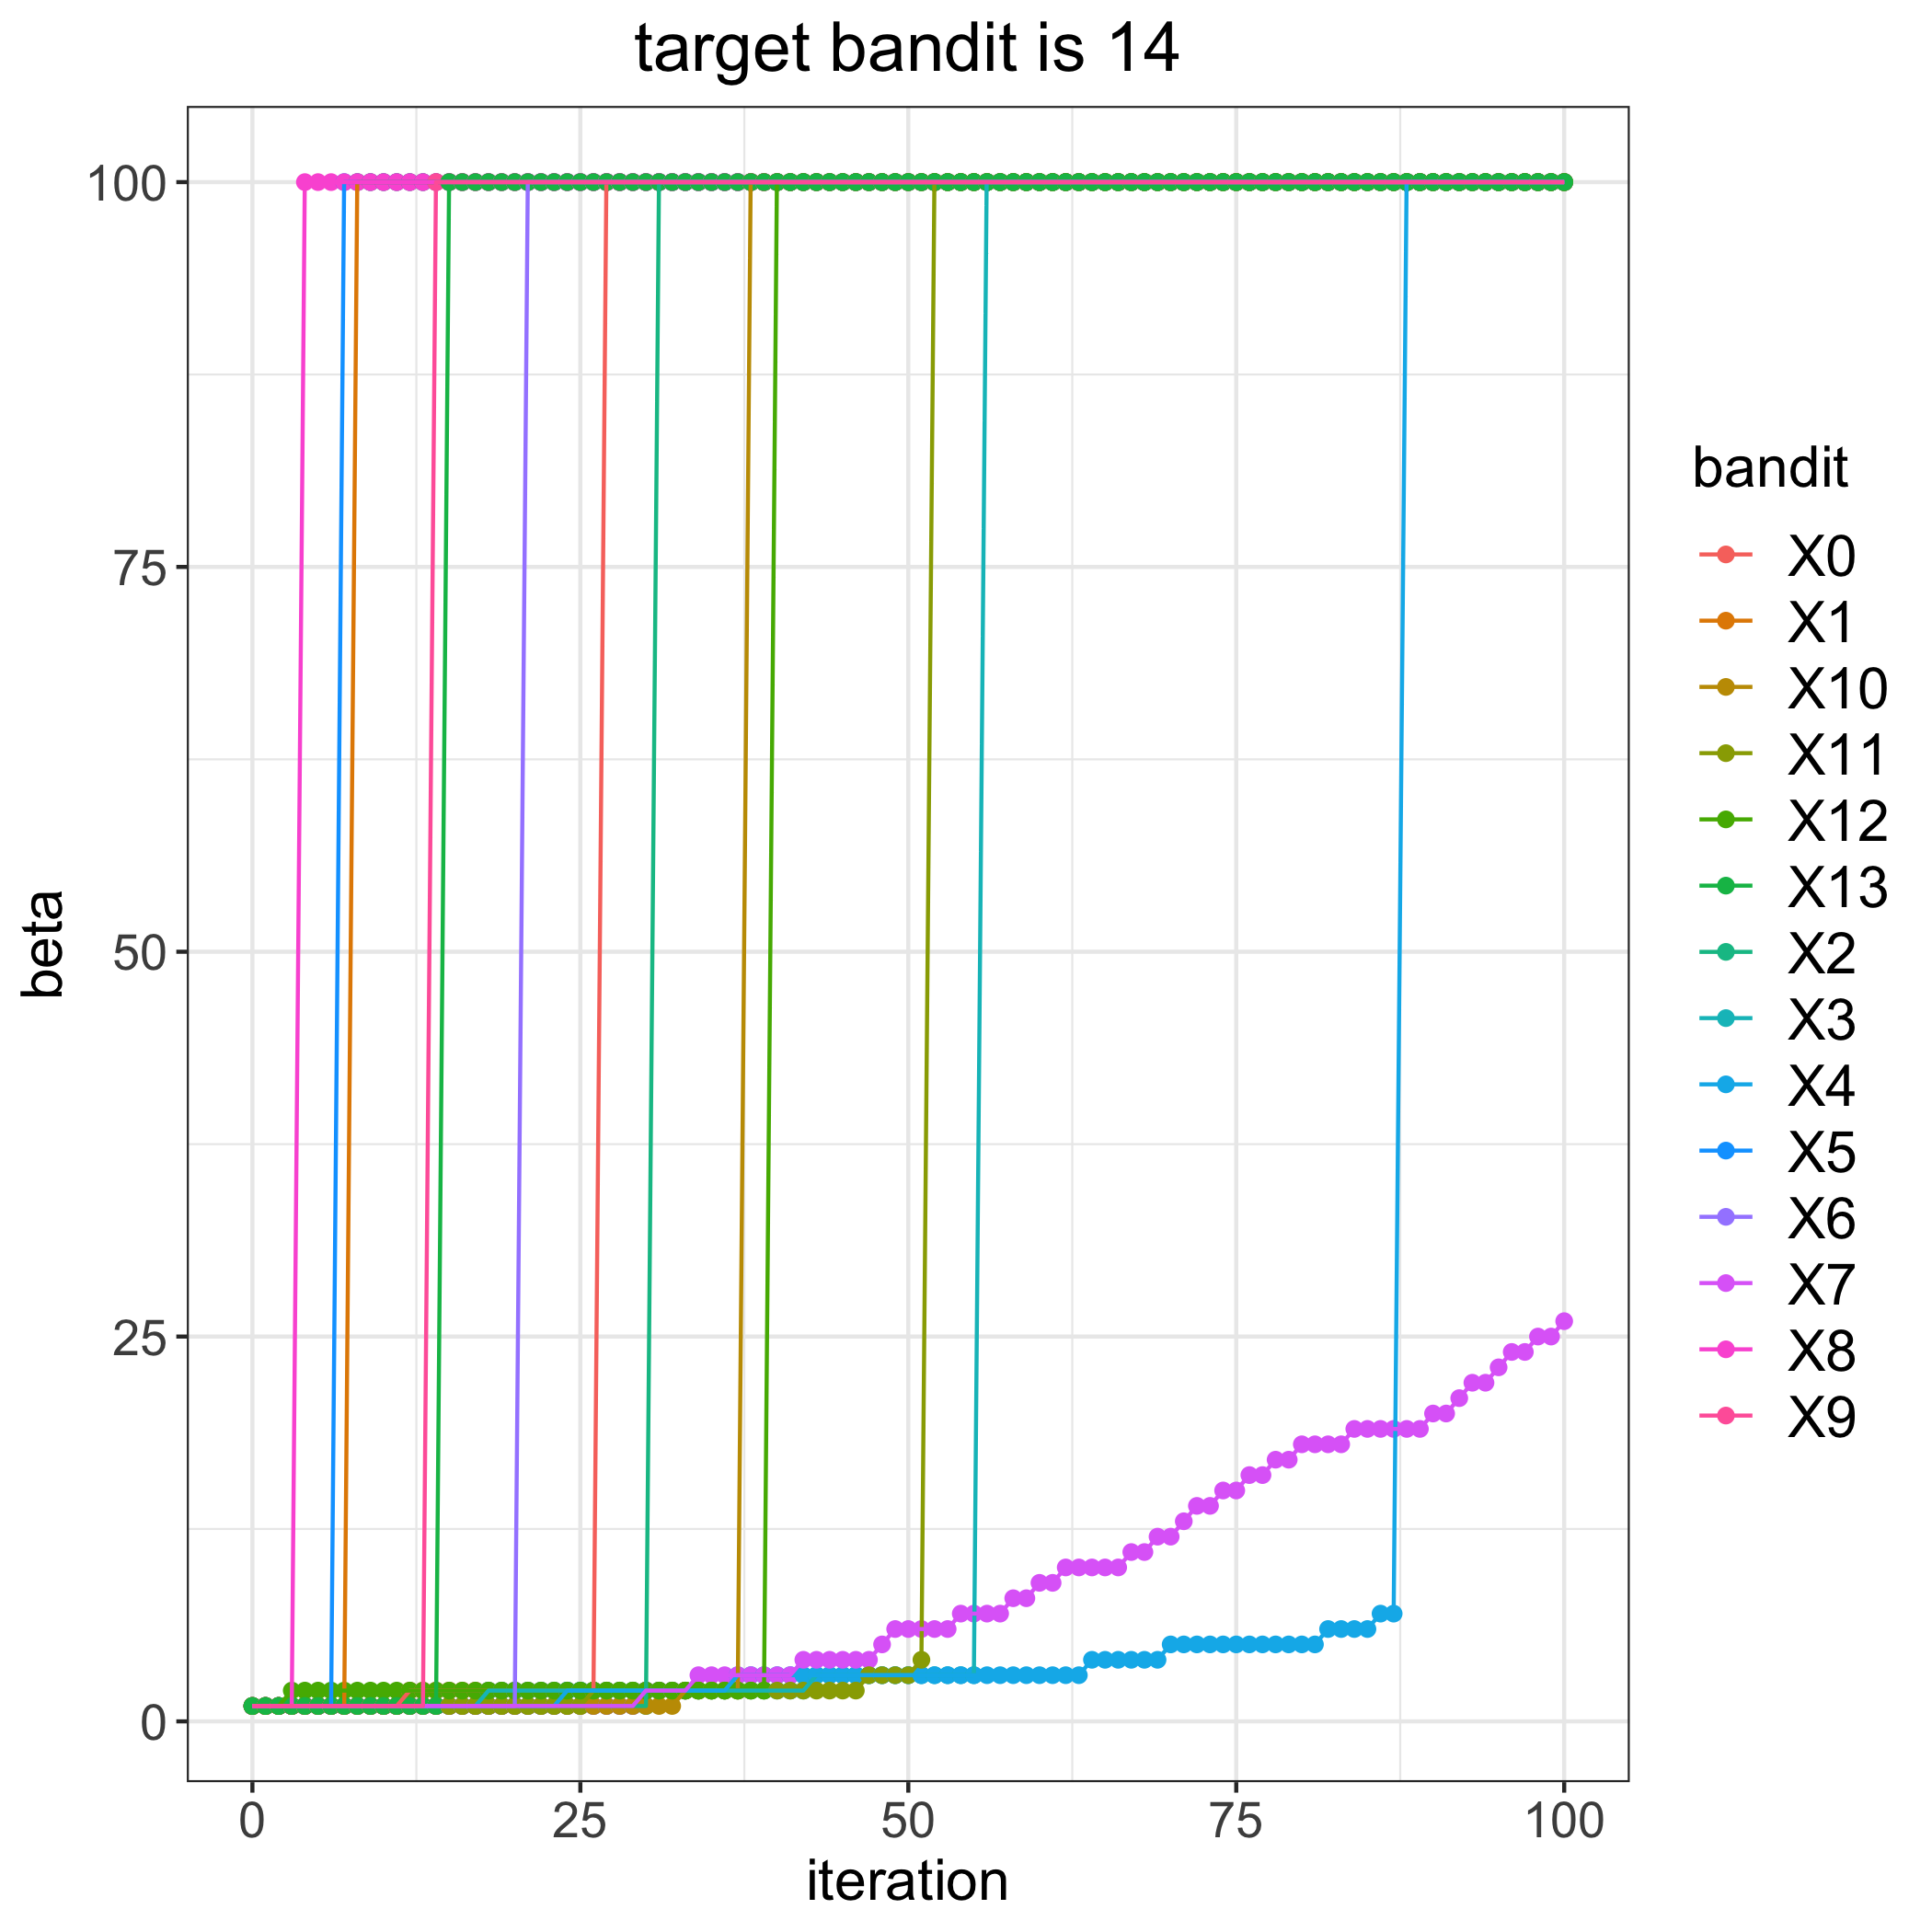 target bandit is 14
100
75
50
25
0
beta
0 25 50 75 100
iteration
bandit
X0
X1
X10
X11
X12
X13
X2
X3
X4
X5
X6
X7
X8
X9